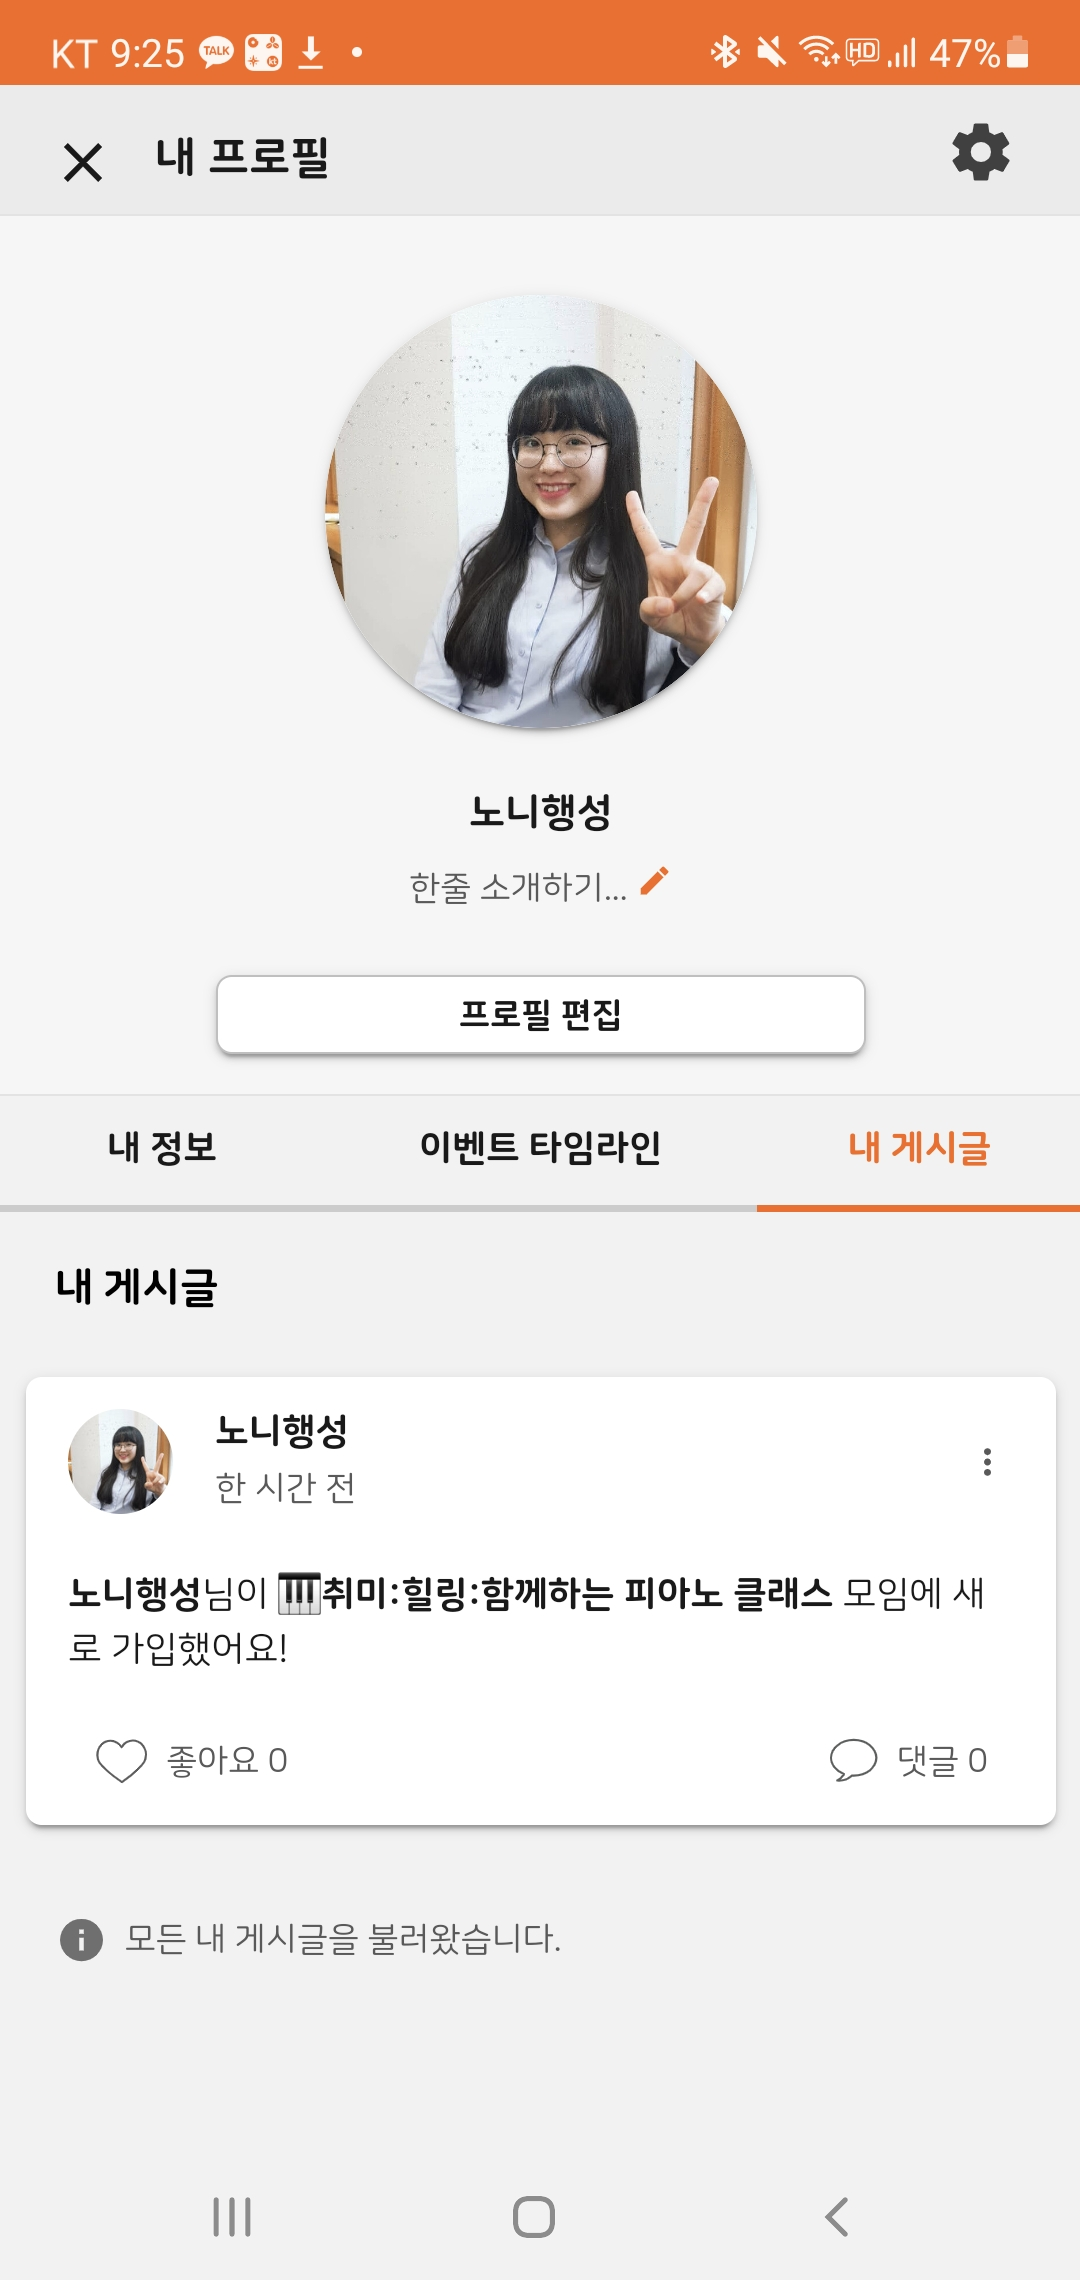 KT 9:25 TALK kt HD 47%
내 프로필
노니행성
한줄 소개하기...
프로필 편집
내 정보 이벤트 타임라인 내 게시글
내 게시글
노니행성
한 시간 전
노니행성님이 🎹취미:힐링:함께하는 피아노 클래스 모임에 새
로 가입했어요!
좋아요 0 댓글 0
모든 내 게시글을 불러왔습니다.